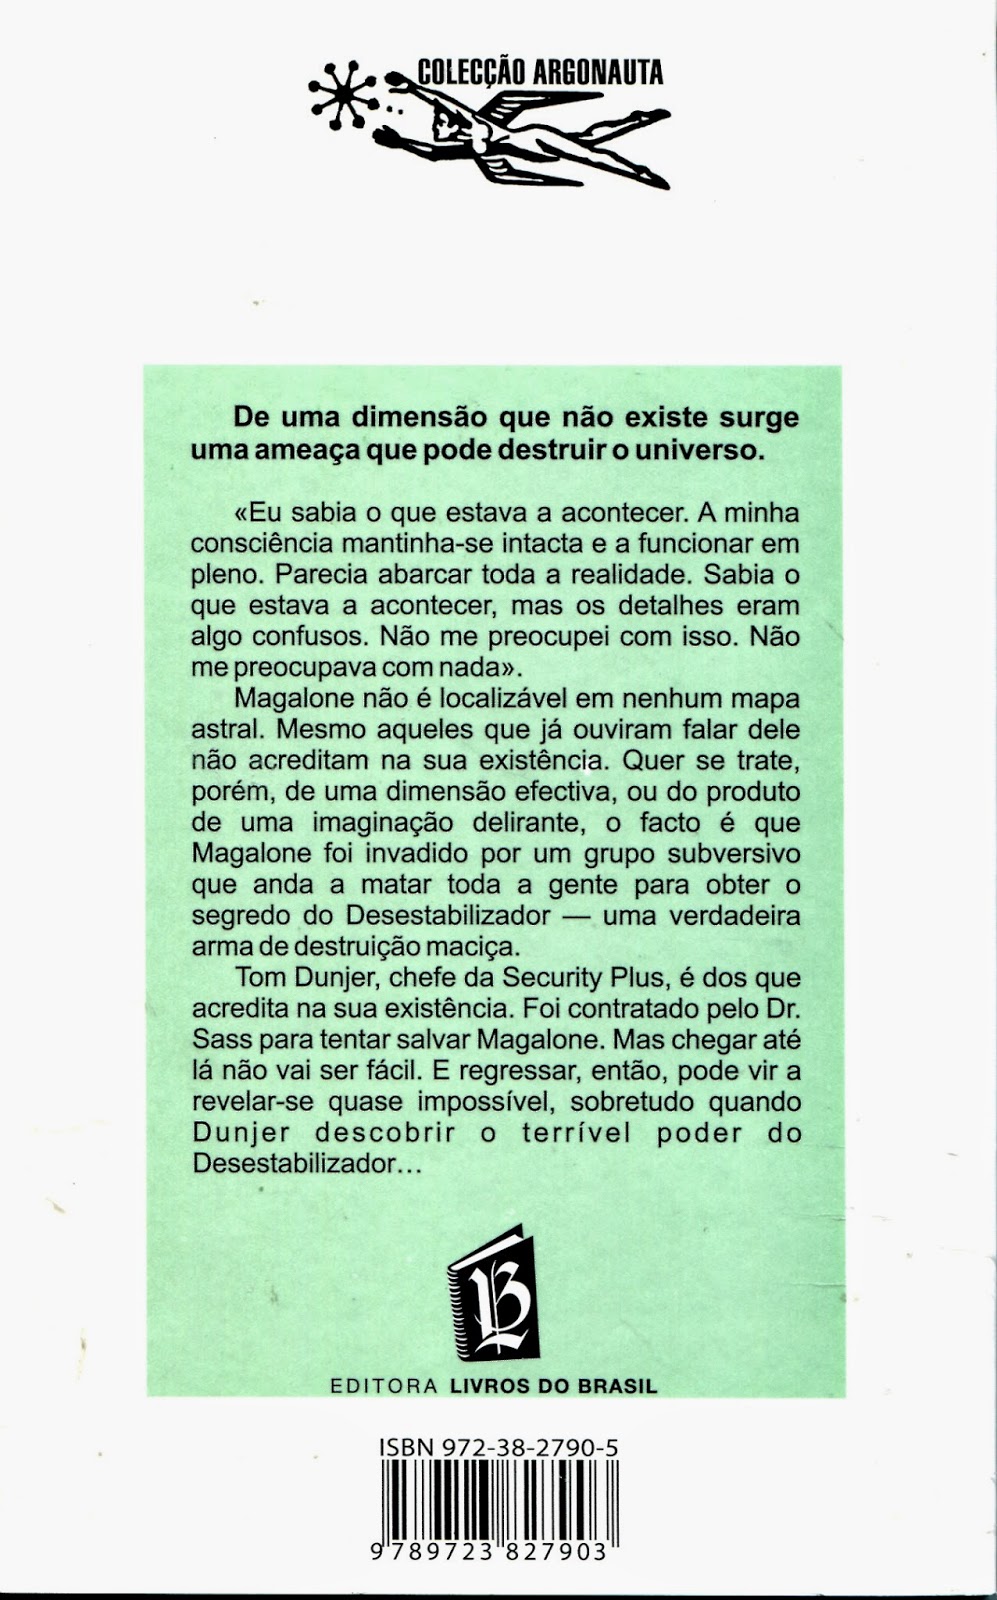 COLECÇÃO ARGONAUTA
De uma dimensão que não existe surge
uma ameaça que pode destruir o universo.
«Eu sabia o que estava a acontecer. A minha
consciência mantinha-se intacta e a funcionar em
pleno. Parecia abarcar toda a realidade. Sabia o
que estava a acontecer, mas os detalhes eram
algo confusos. Não me preocupei com isso. Não
me preocupava com nada».
Magalone não é localizável em nenhum mapa
astral. Mesmo aqueles que já ouviram falar dele
não acreditam na sua existência. Quer se trate,
porém, de uma dimensão efectiva, ou do produto
de uma imaginação delirante, o facto é que
Magalone foi invadido por um grupo subversivo
que anda a matar toda a gente para obter o
segredo do Desestabilizador — uma verdadeira
arma de destruição maciça.
Tom Dunjer, chefe da Security Plus, é dos que
acredita na sua existência. Foi contratado pelo Dr.
Sass para tentar salvar Magalone. Mas chegar até
lá não vai ser fácil. E regressar, então, pode vir a
revelar-se quase impossível, sobretudo quando
Dunjer descobrir o terrível poder do
Desestabilizador...
LB
EDITORA LIVROS DO BRASIL
ISBN 972-38-2790-5
9 789723 827903